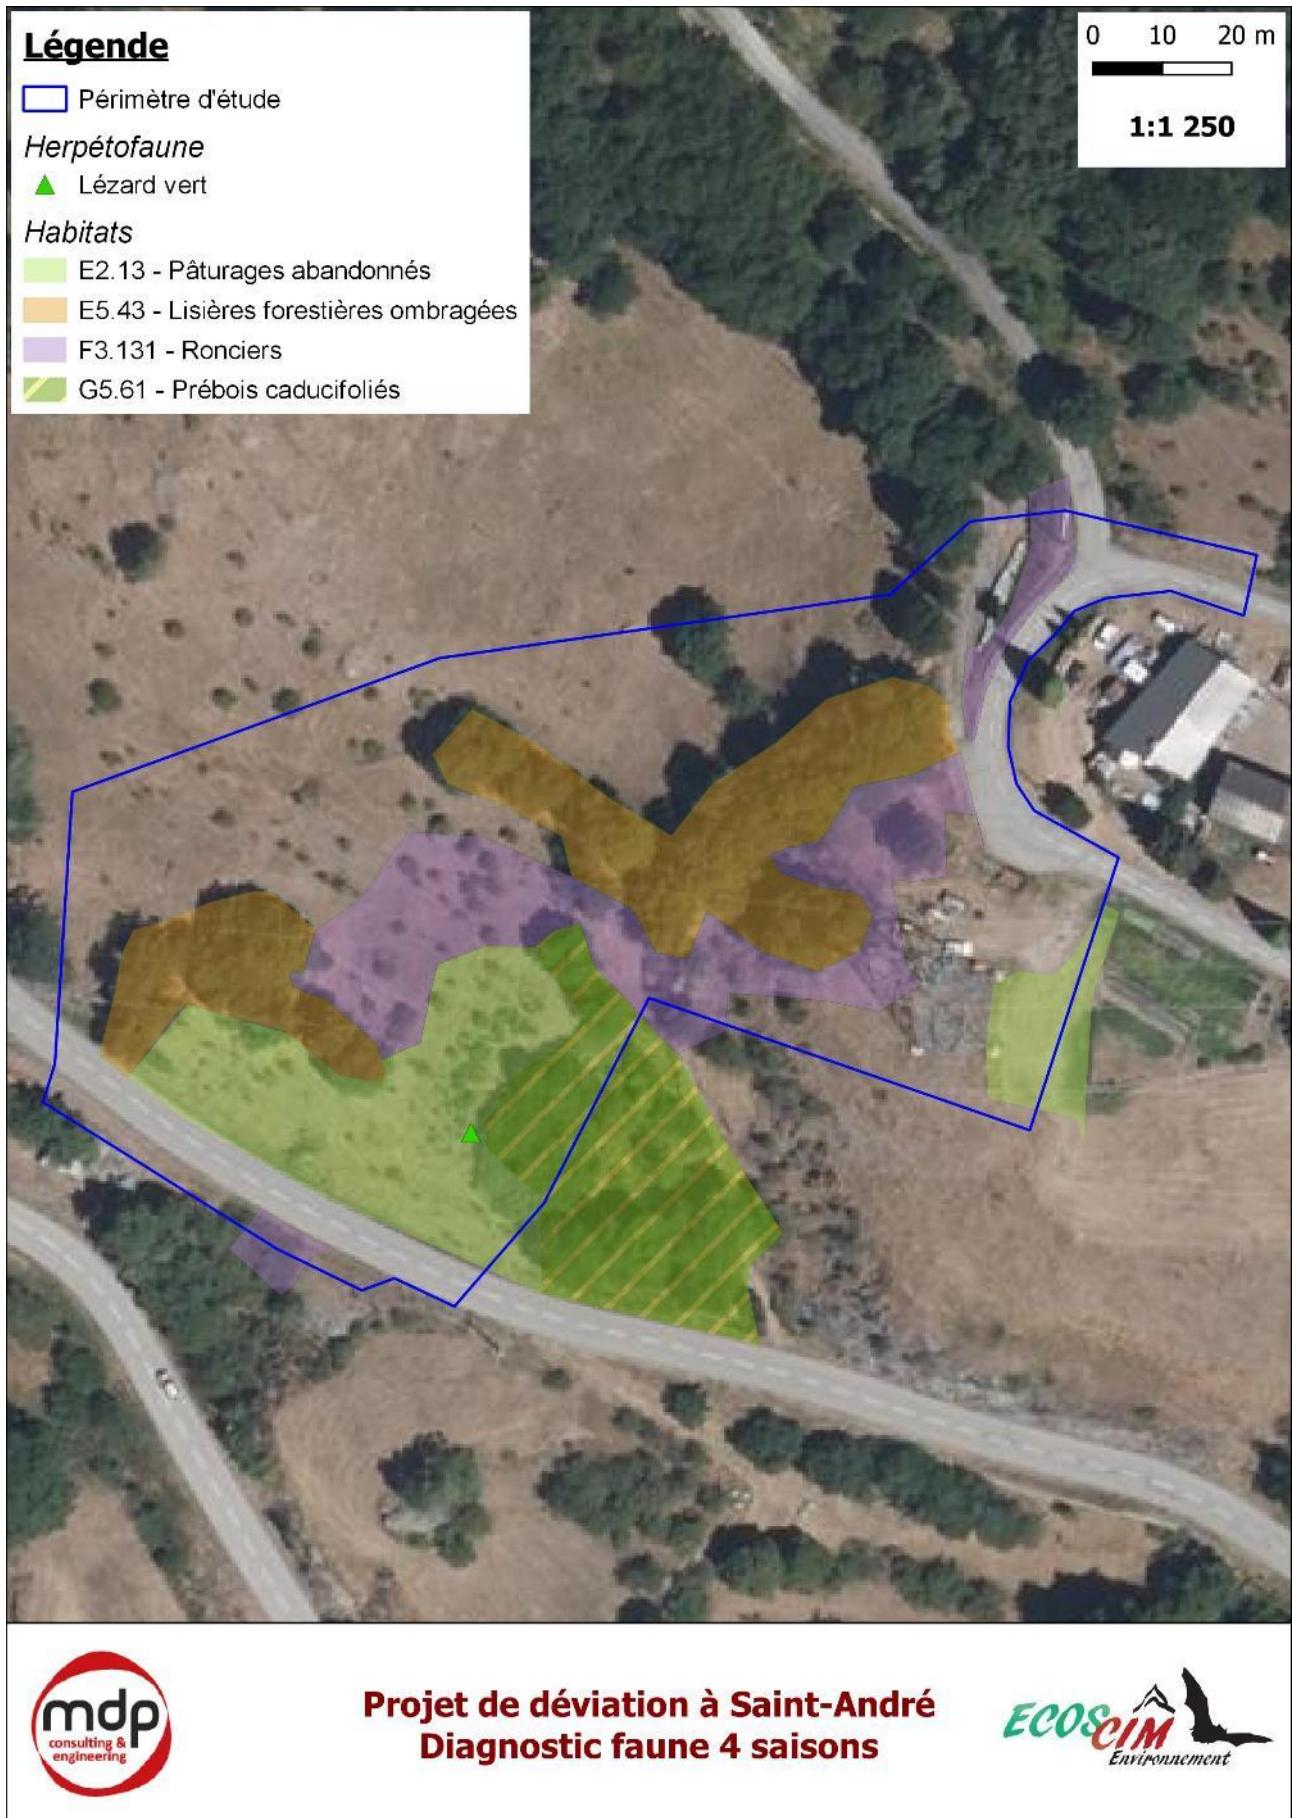 Légende
Périmètre d'étude
Herpétofaune
Lézard vert
Habitats
E2.13 - Pâturages abandonnés
E5.43 - Lisières forestières ombragées
F3.131 - Ronciers
G5.61 - Prébois caducifoliés
0 10 20 m
1:1 250
mdp
consulting &
engineering
Projet de déviation à Saint-André
Diagnostic faune 4 saisons
ECOSCIM
Environnement